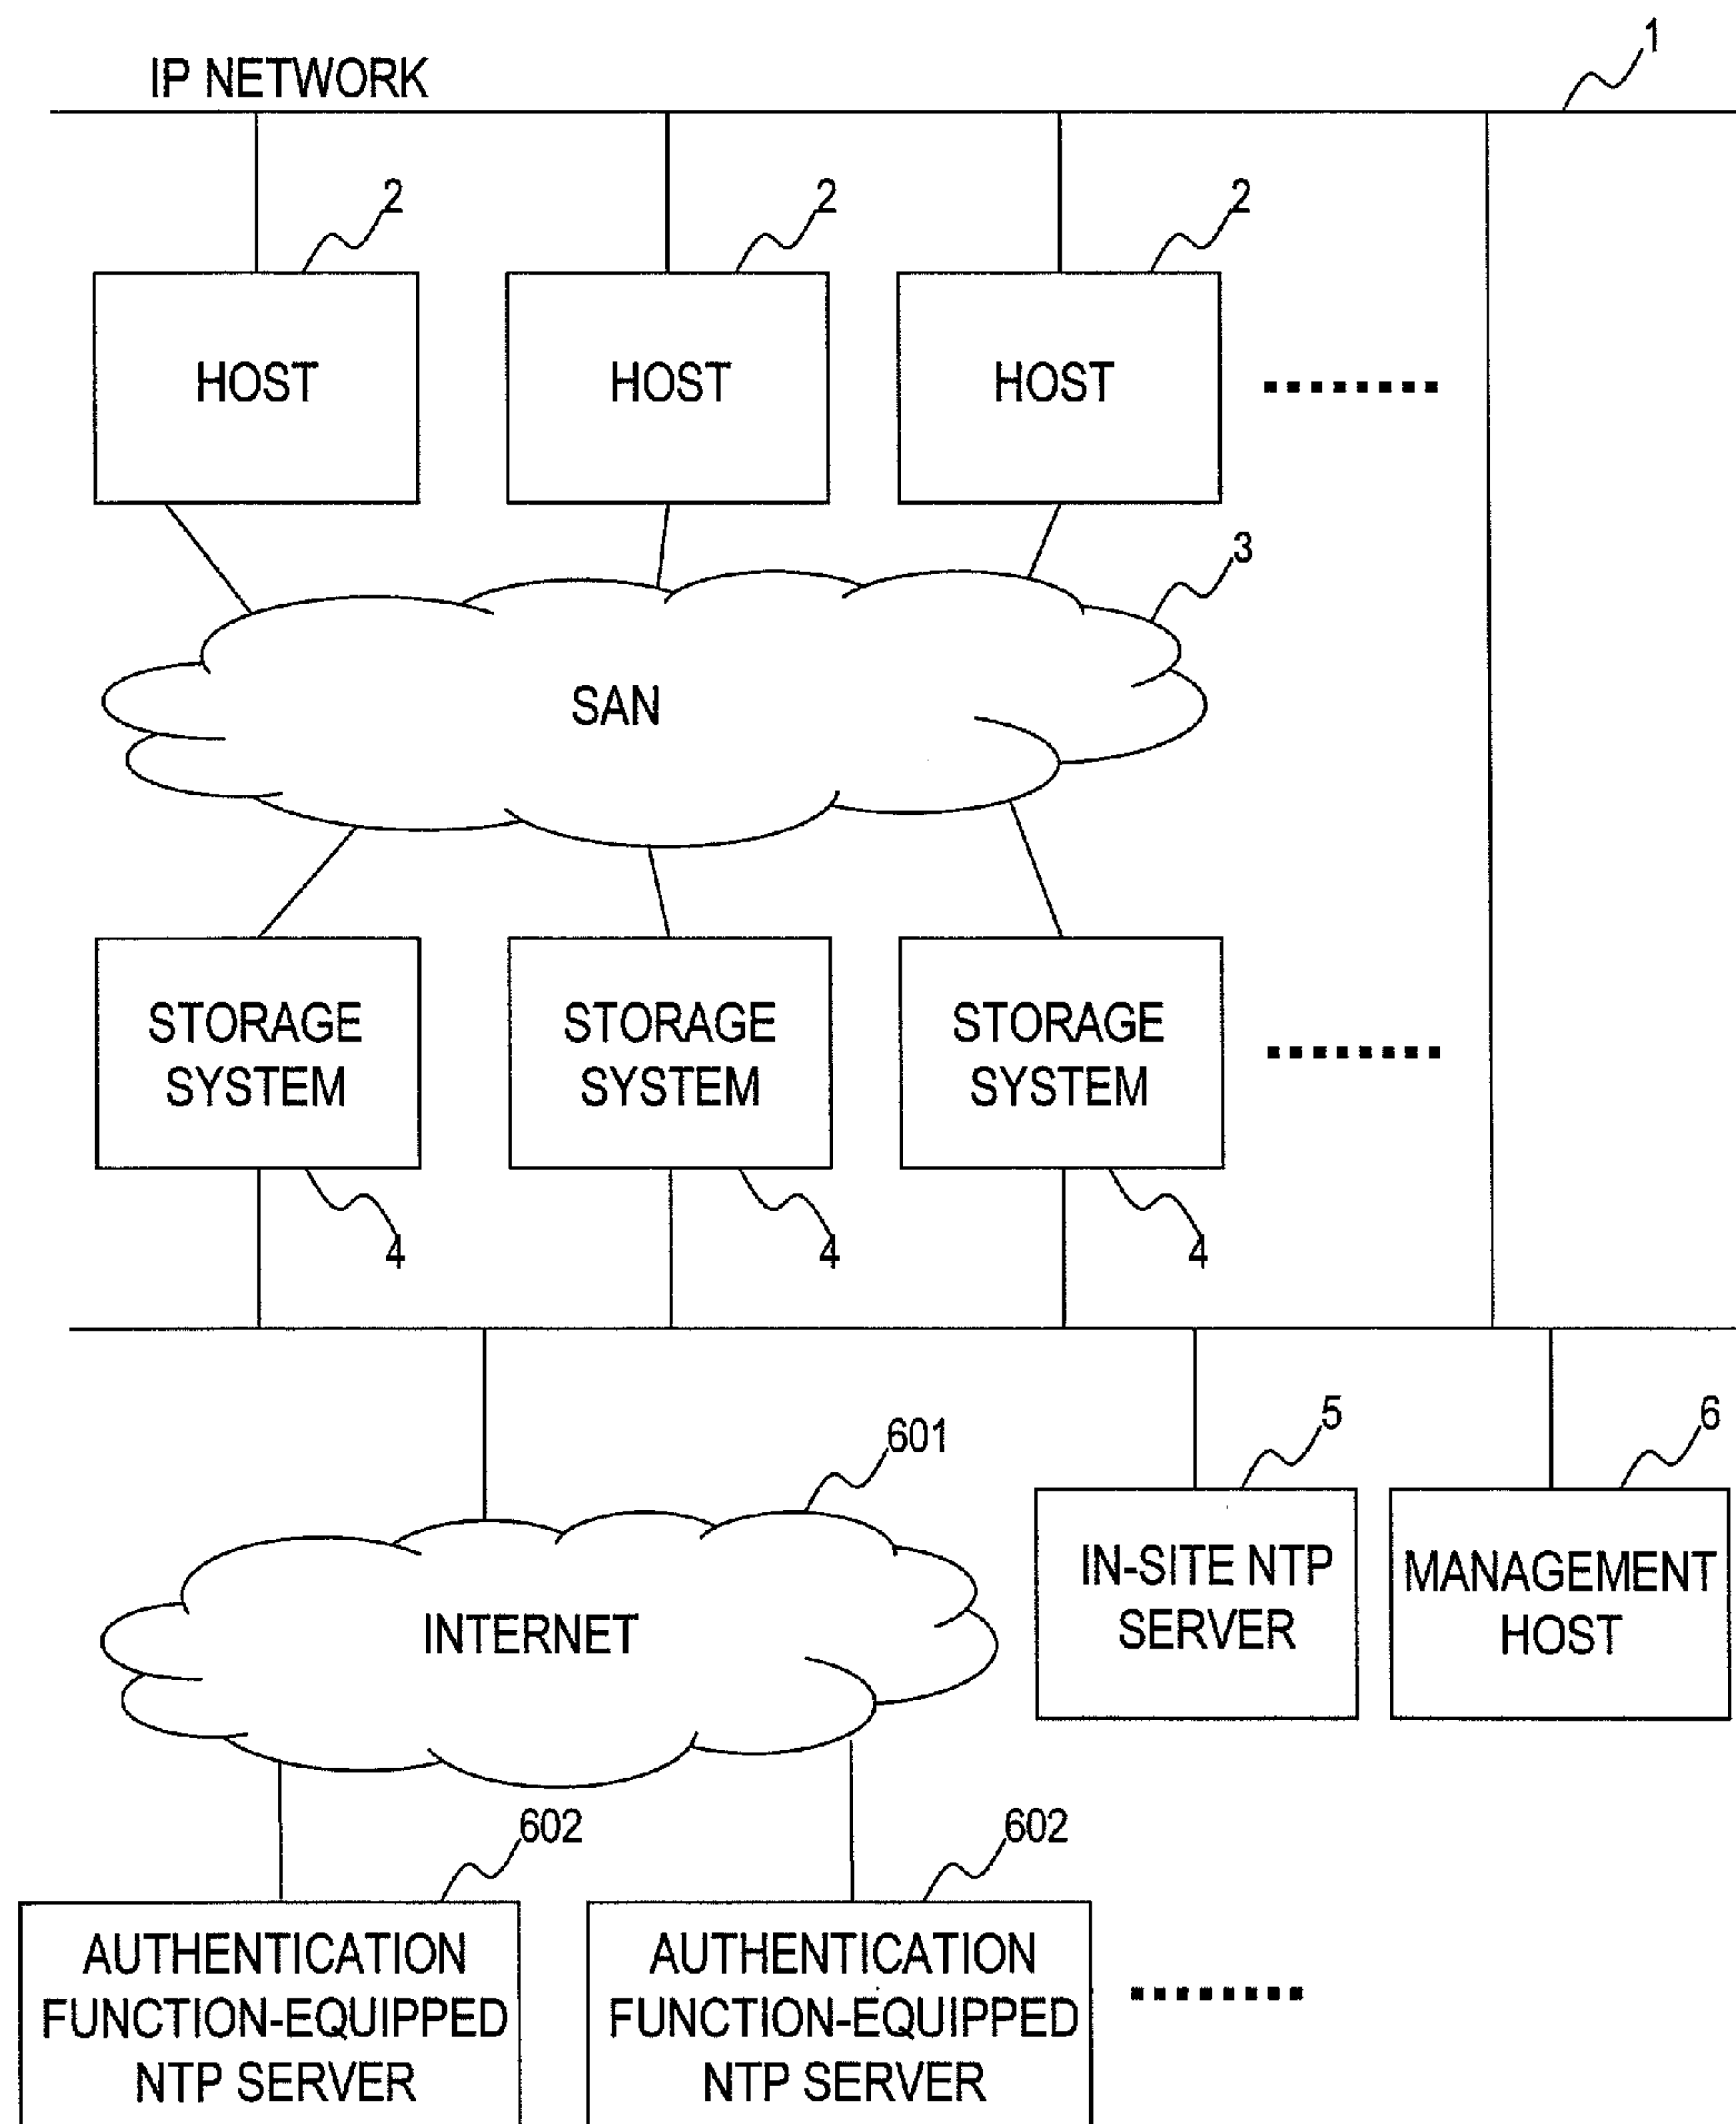 IP NETWORK
1
2
2
2
HOST
HOST
HOST
3
SAN
STORAGE
SYSTEM
STORAGE
SYSTEM
STORAGE
SYSTEM
4
4
4
601
5
6
INTERNET
IN-SITE NTP
SERVER
MANAGEMENT
HOST
602
602
AUTHENTICATION
FUNCTION-EQUIPPED
NTP SERVER
AUTHENTICATION
FUNCTION-EQUIPPED
NTP SERVER